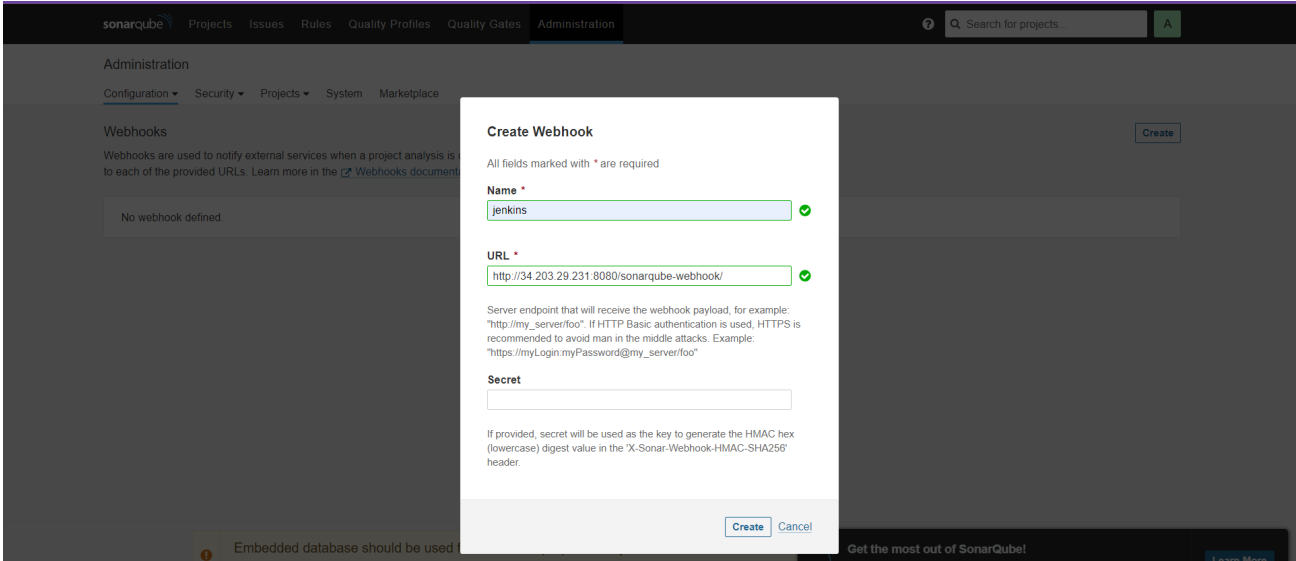 sonarqube Projects Issues Rules Quality Profiles Quality Gates Administration ? Search for projects... A
Administration
Configuration Security Projects System Marketplace
Webhooks
Create
Webhooks are used to notify external services when a project analysis is
to each of the provided URLs. Learn more in the Webhooks
No webhook defined
Create Webhook
All fields marked with * are required
Name *
jenkins
URL *
http://34.203.29.231:8080/sonarqube-webhook/
Server endpoint that will receive the webhook payload, for example:
"http://my_server/foo". If HTTP Basic authentication is used, HTTPS is
recommended to avoid man in the middle attacks. Example:
"https://myLogin:myPassword@my_server/foo"
Secret
If provided, secret will be used as the key to generate the HMAC hex
(lowercase) digest value in the 'X-Sonar-Webhook-HMAC-SHA256'
header.
Create Cancel
Embedded database should be used
Get the most out of SonarQube!
Learn More